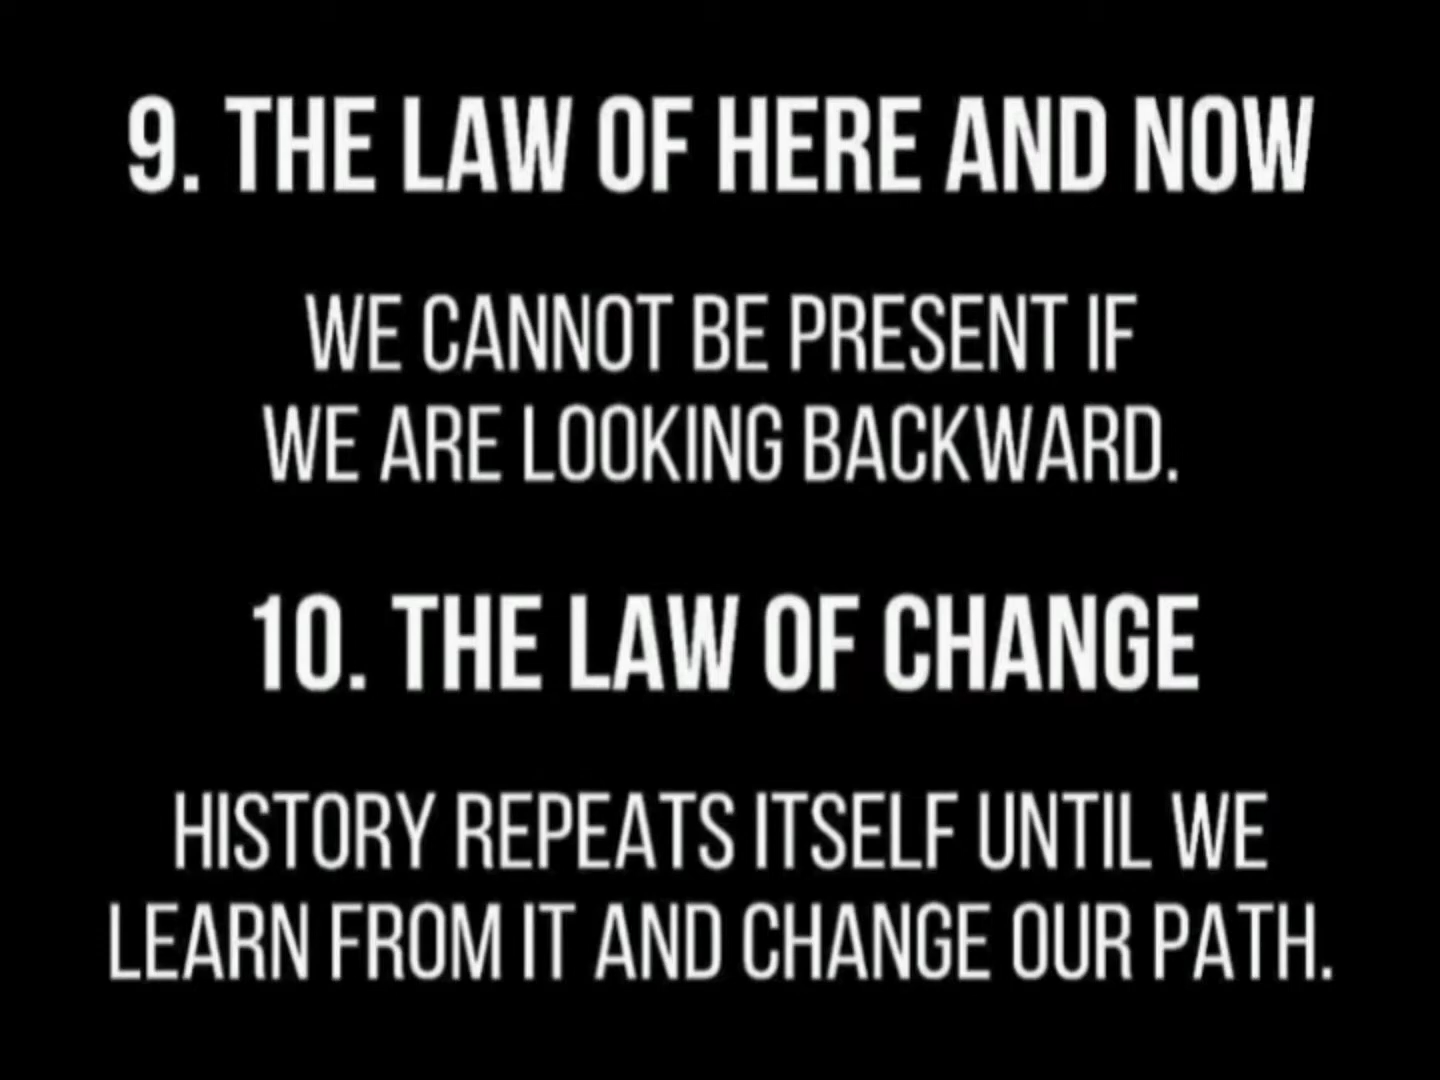 9. THE LAW OF HERE AND NOW
WE CANNOT BE PRESENT IF
WE ARE LOOKING BACKWARD.
10. THE LAW OF CHANGE
HISTORY REPEATS ITSELF UNTIL WE
LEARN FROM IT AND CHANGE OUR PATH.